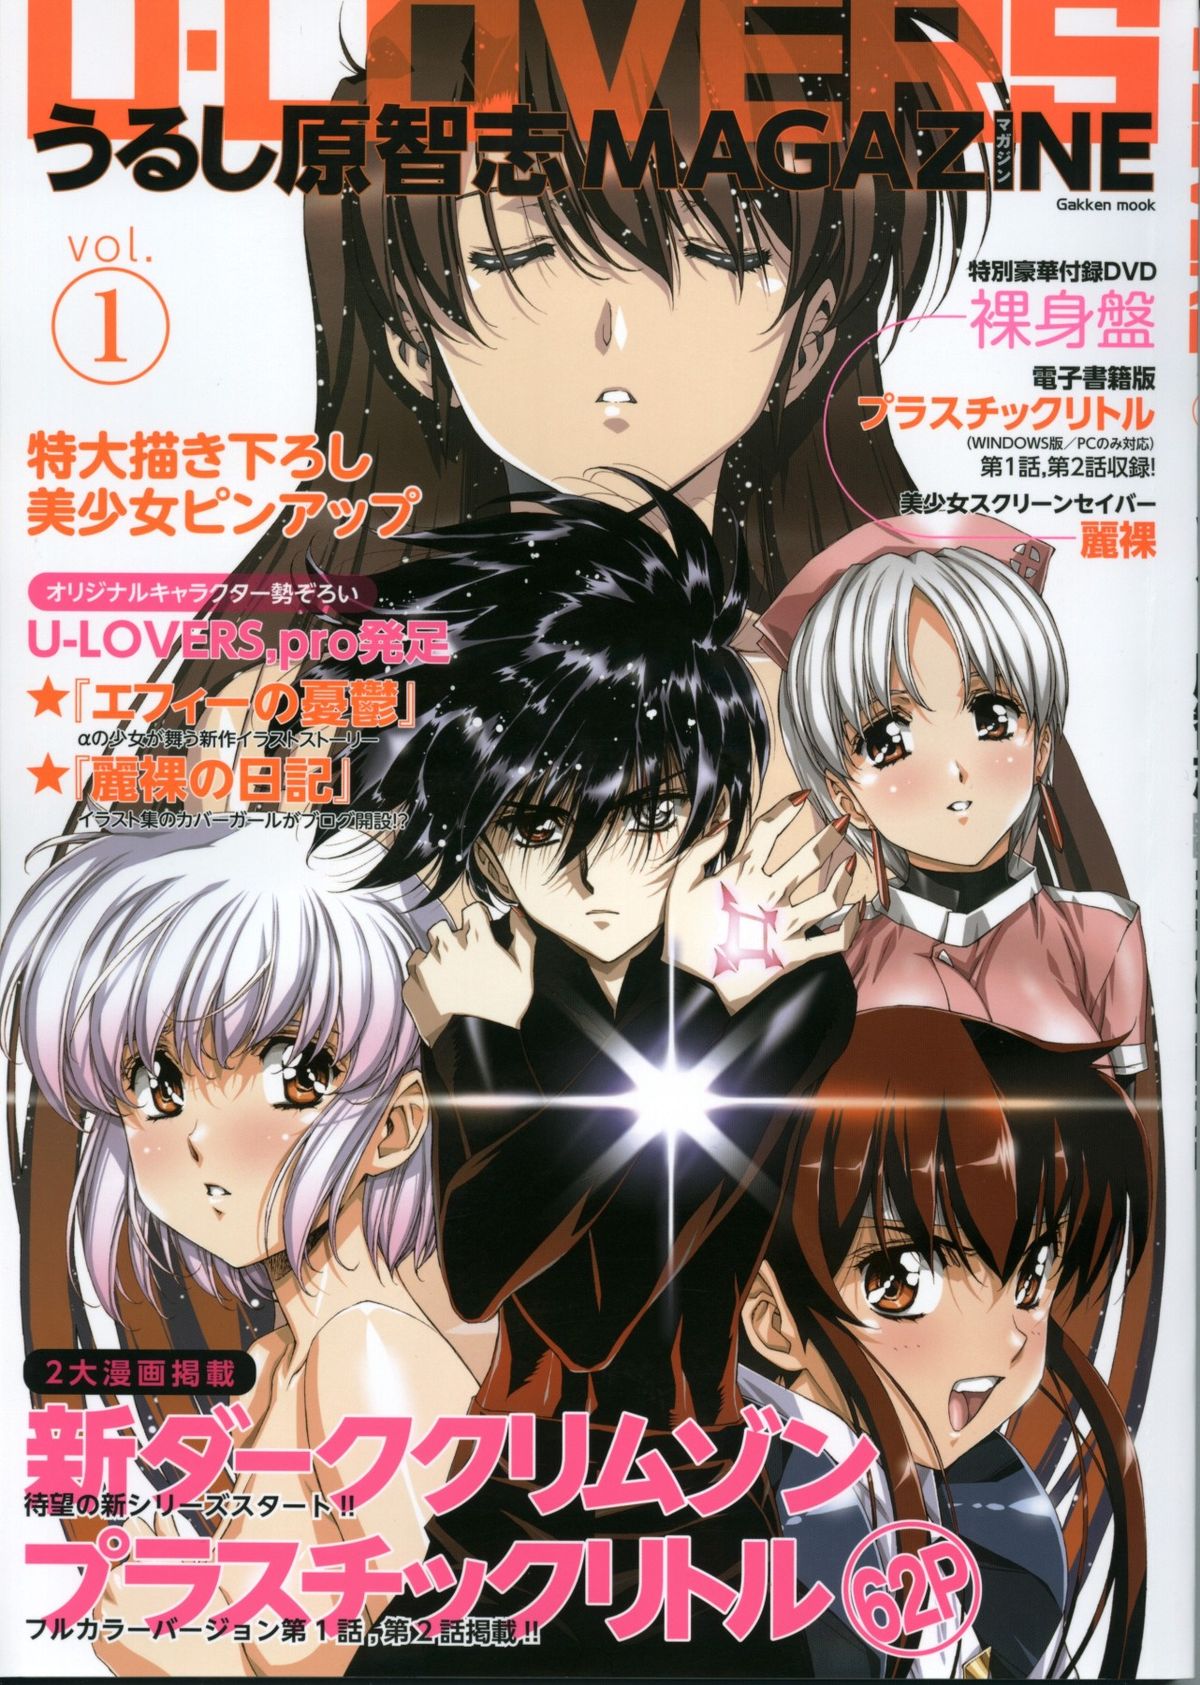 U-LOVERS
うるし原智志MAGAZINE
マガジン
Gakken mook
vol.
1
特別豪華付録DVD
裸身盤
電子書籍版
プラスチックリトル
(WINDOWS版/PCのみ対応)
第1話,第2話収録!
美少女スクリーンセイバー
麗裸
特大描き下ろし
美少女ピンアップ
オリジナルキャラクター勢ぞろい
U-LOVERS,pro発足
★『エフィーの憂鬱』
αの少女が舞う新作イラストストーリー
★『麗裸の日記』
イラスト集のカバーガールがブログ開設!?
2大漫画掲載
新ダーククリムゾン
待望の新シリーズスタート!!
プラスチックリトル
62P
フルカラーバージョン第1話,第2話掲載!!